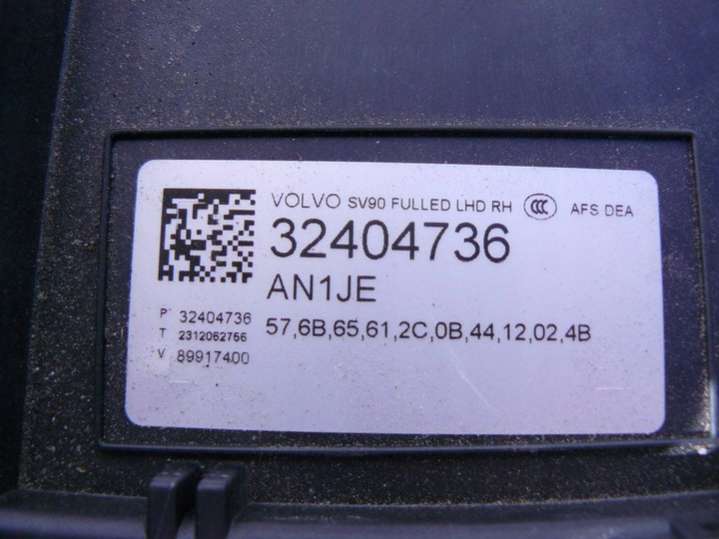 VOLVO SV90 FULLED LHD RH CCC AFS DEA
32404736
AN1JE
P 32404736
T 2312062766
V 89917400
57,6B,65,61,2C,0B,44,12,02,4B